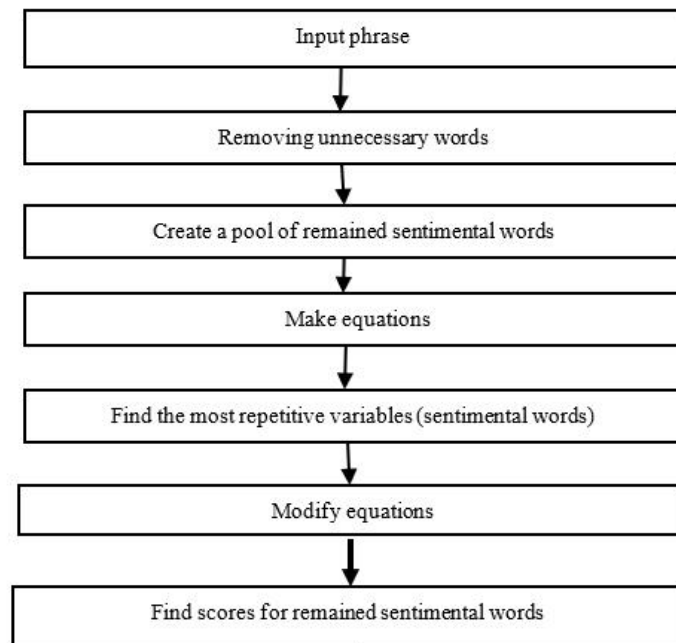 Input phrase
Removing unnecessary words
Create a pool of remained sentimental words
Make equations
Find the most repetitive variables (sentimental words)
Modify equations
Find scores for remained sentimental words